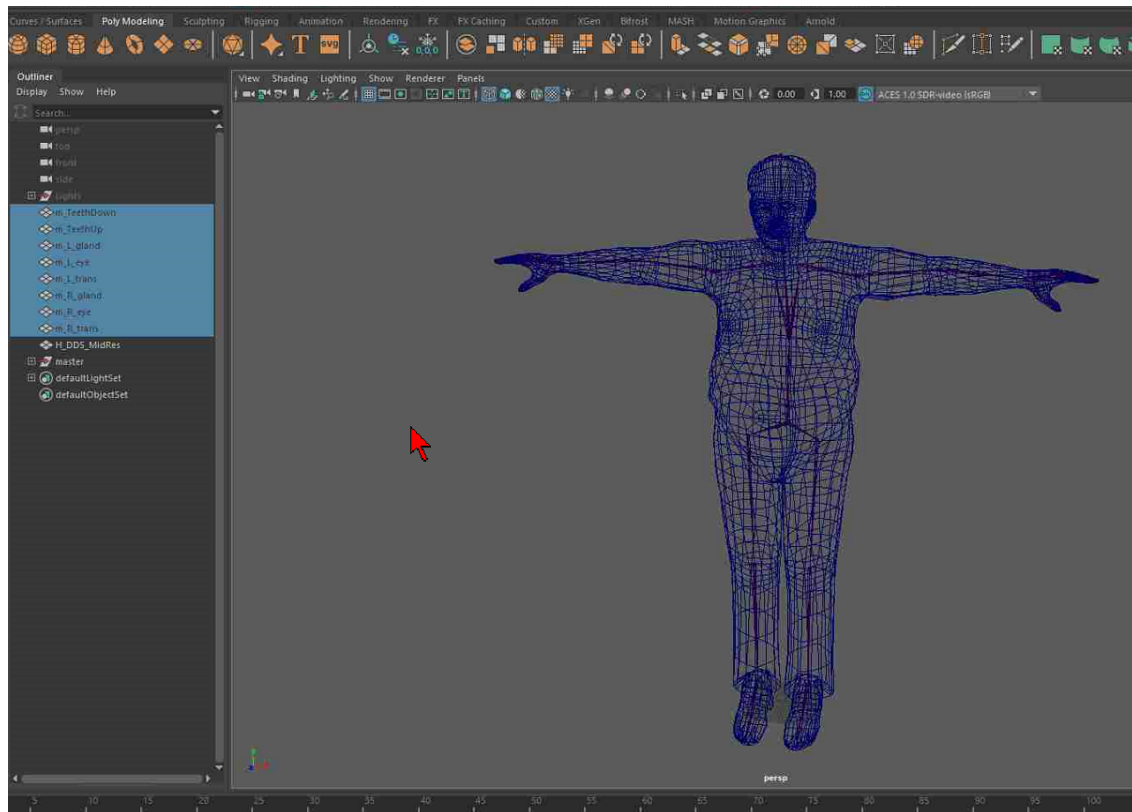 Curves / Surfaces Poly Modeling Sculpting Rigging Animation Rendering FX FX Caching Custom XGen Bifrost MASH Motion Graphics Arnold
T svg 0,0,0
Outliner
Display Show Help
Search...
persp
top
front
side
Lights
m_TeethDown
m_TeethUp
m_L_gland
m_L_eye
m_L_trans
m_R_gland
m_R_eye
m_R_trans
H_DDS_MidRes
master
defaultLightSet
defaultObjectSet
View Shading Lighting Show Renderer Panels
0.00 1.00 ACES 1.0 SDR-video (sRGB)
persp
5 10 15 20 25 30 35 40 45 50 55 60 65 70 75 80 85 90 95 100